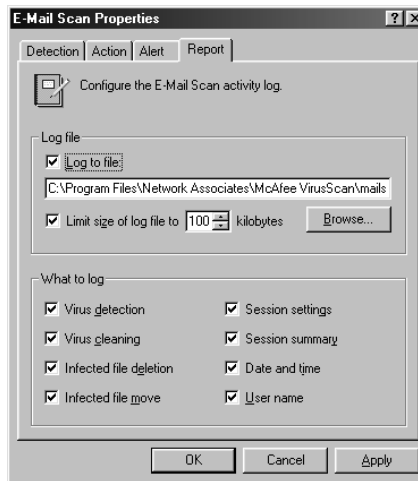 E-Mail Scan Properties
Detection Action Alert Report
Configure the E-Mail Scan activity log.
Log file
Log to file:
C:\Program Files\Network Associates\McAfee VirusScan\mails
Limit size of log file to 100 kilobytes Browse...
What to log
Virus detection Session settings
Virus cleaning Session summary
Infected file deletion Date and time
Infected file move User name
OK Cancel Apply